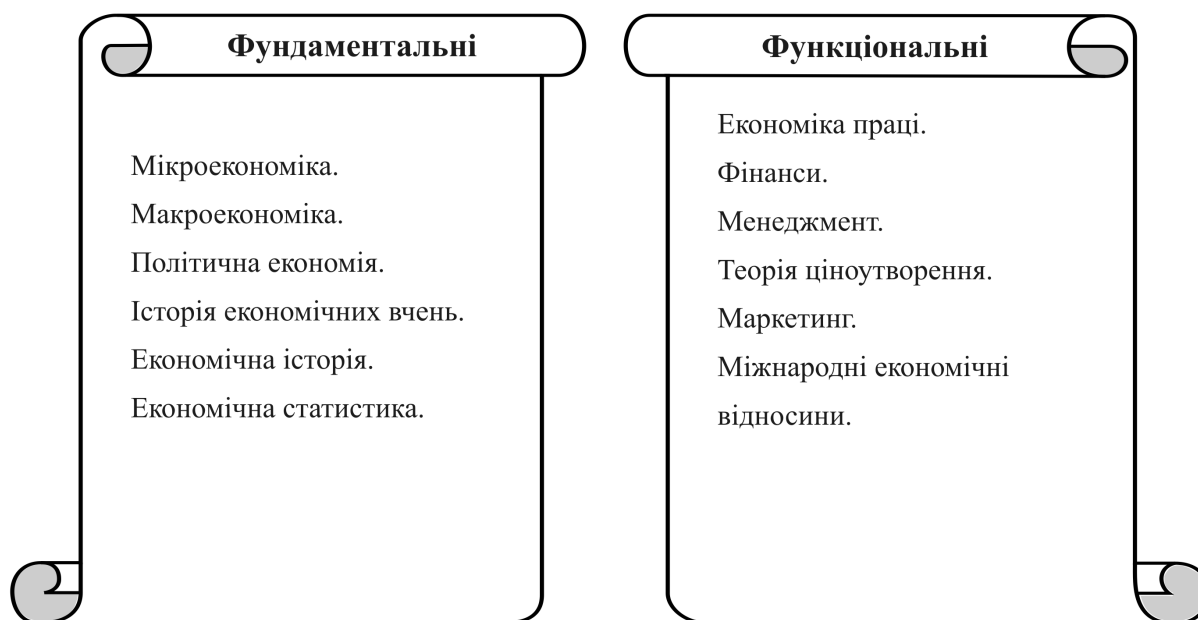 Фундаментальні
Мікроекономіка.
Макроекономіка.
Політична економія.
Історія економічних вчень.
Економічна історія.
Економічна статистика.
Функціональні
Економіка праці.
Фінанси.
Менеджмент.
Теорія ціноутворення.
Маркетинг.
Міжнародні економічні
відносини.